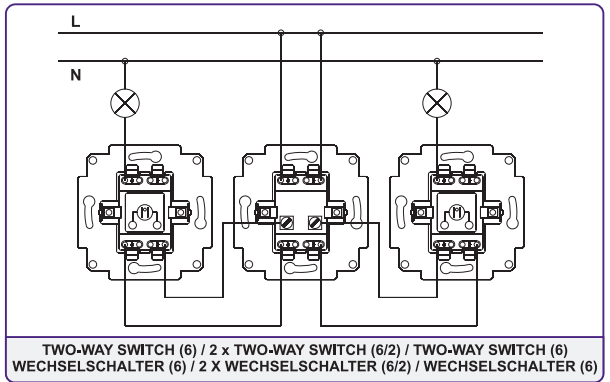 L
N
TWO-WAY SWITCH (6) / 2 x TWO-WAY SWITCH (6/2) / TWO-WAY SWITCH (6)
WECHSELSCHALTER (6) / 2 X WECHSELSCHALTER (6/2) / WECHSELSCHALTER (6)